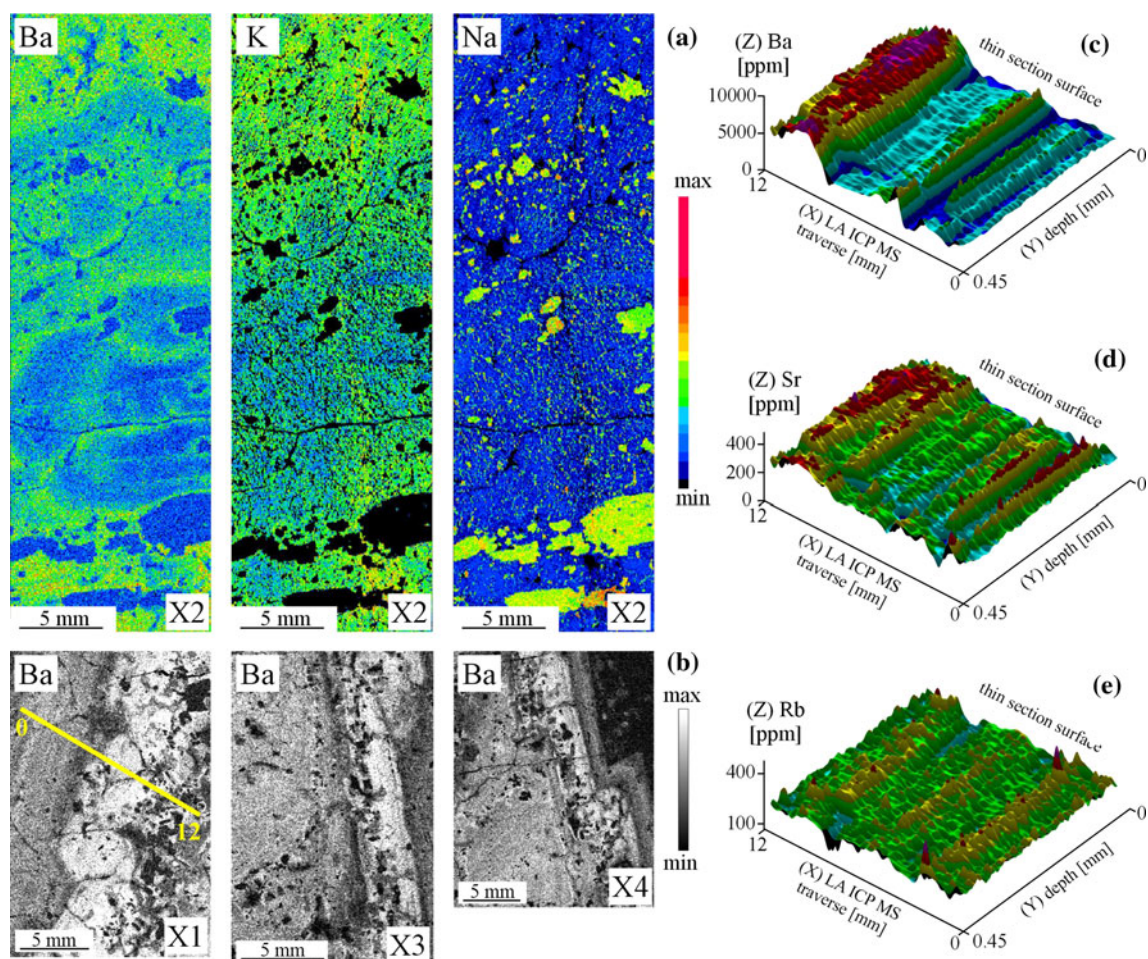 Ba
K
Na
(a)
max
min
5 mm
X2
5 mm
X2
5 mm
X2
Ba
0
12
5 mm
X1
Ba
5 mm
X3
Ba
5 mm
X4
(b)
max
min
(c)
(Z) Ba
[ppm]
thin section surface
10000
5000
0
12
(X) LA ICP MS
traverse [mm]
0
0.45
(Y) depth [mm]
0
(d)
(Z) Sr
[ppm]
thin section surface
400
200
0
12
(X) LA ICP MS
traverse [mm]
0
0.45
(Y) depth [mm]
0
(e)
(Z) Rb
[ppm]
thin section surface
400
100
12
(X) LA ICP MS
traverse [mm]
0
0.45
(Y) depth [mm]
0